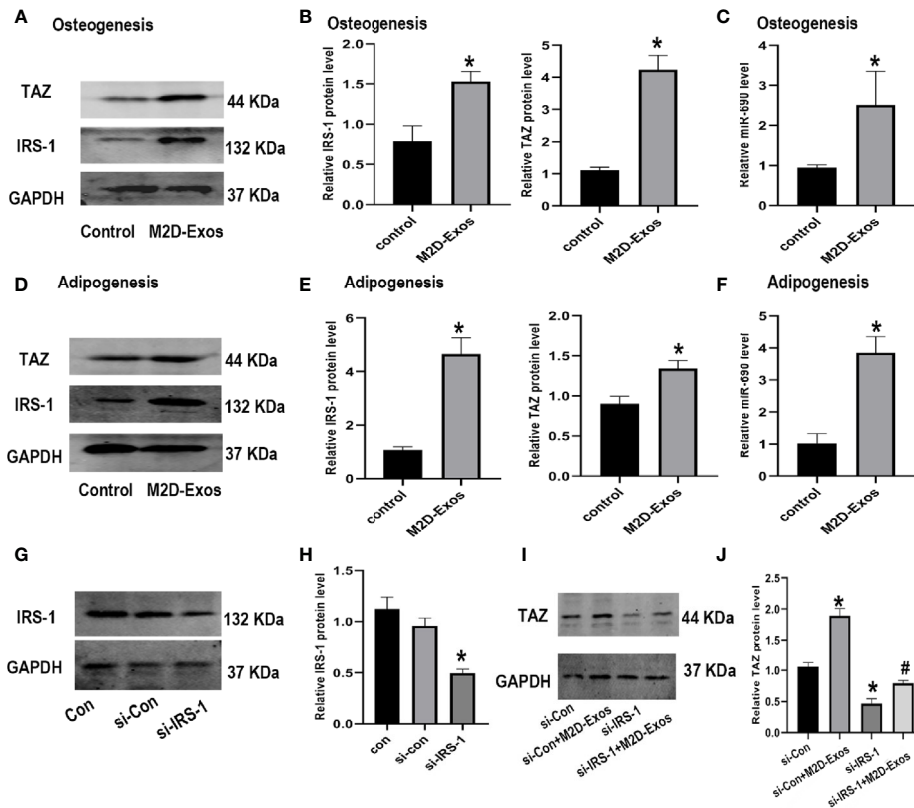 A
Osteogenesis
TAZ
44 KDa
IRS-1
132 KDa
GAPDH
37 KDa
Control M2D-Exos
B
Osteogenesis
Relative IRS-1 protein level
2.0
1.5
1.0
0.5
0.0
*
control
M2D-Exos
Relative TAZ protein level
5
4
3
2
1
0
*
control
M2D-Exos
C
Osteogenesis
Relative miR-690 level
4
3
2
1
0
*
control
M2D-Exos
D
Adipogenesis
TAZ
44 KDa
IRS-1
132 KDa
GAPDH
37 KDa
Control M2D-Exos
E
Adipogenesis
Relative IRS-1 protein level
6
4
2
0
*
control
M2D-Exos
Relative TAZ protein level
2.0
1.5
1.0
0.5
0.0
*
control
M2D-Exos
F
Adipogenesis
Relative miR-690 level
5
4
3
2
1
0
*
control
M2D-Exos
G
IRS-1
132 KDa
GAPDH
37 KDa
Con
si-Con
si-IRS-1
H
Relative IRS-1 protein level
1.5
1.0
0.5
0.0
*
con
si-con
si-IRS-1
I
TAZ
44 KDa
GAPDH
37 KDa
si-Con
si-Con+M2D-Exos
si-IRS-1
si-IRS-1+M2D-Exos
J
Relative TAZ protein level
2.5
2.0
1.5
1.0
0.5
0.0
*
*
#
si-Con
si-Con+M2D-Exos
si-IRS-1
si-IRS-1+M2D-Exos